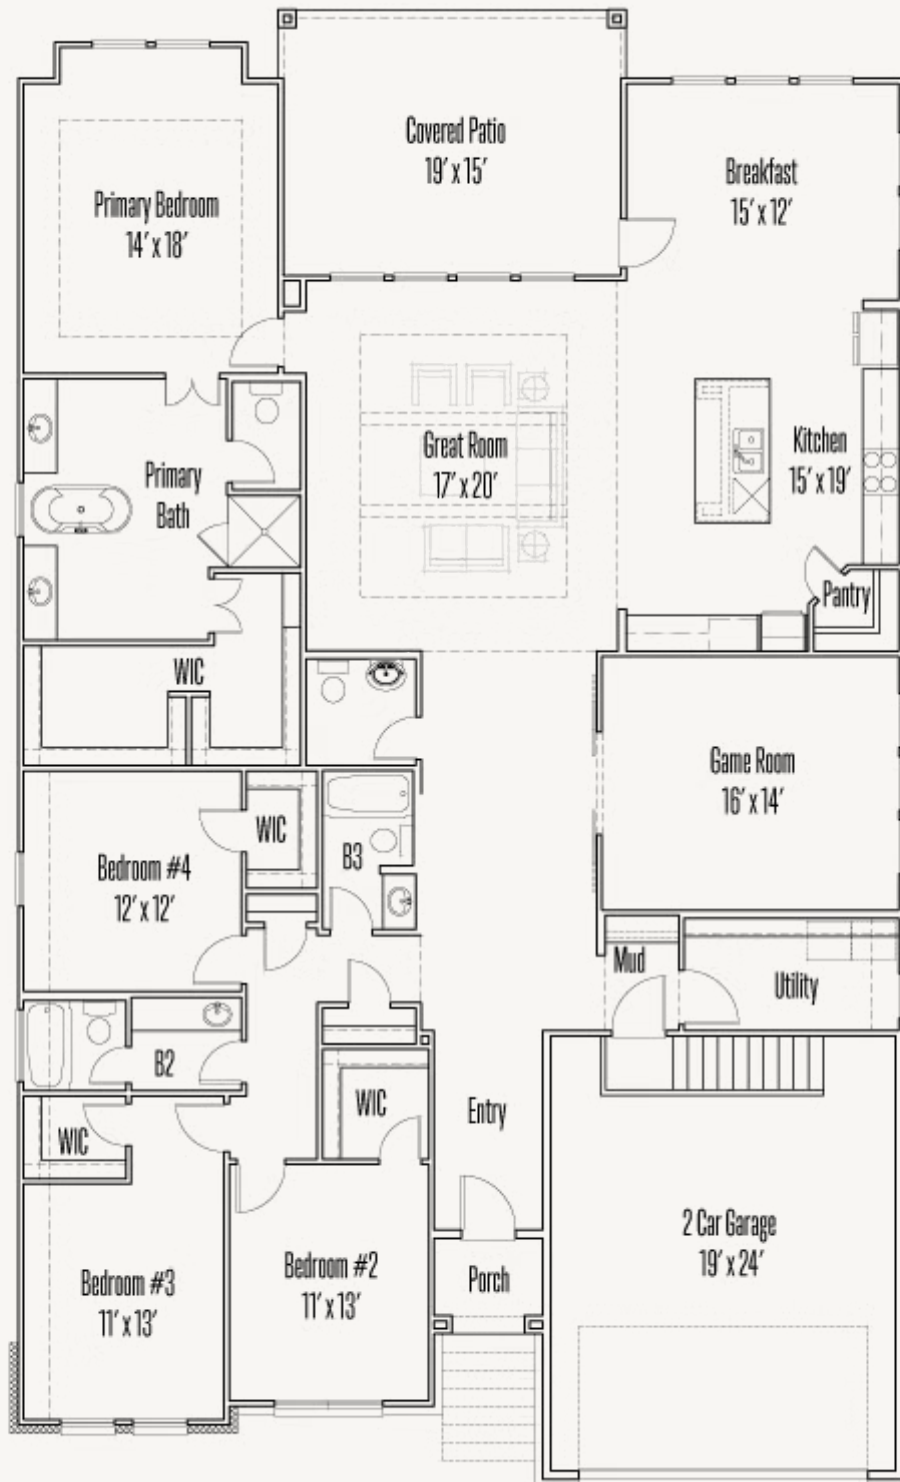 Covered Patio
19' x 15'
Breakfast
15' x 12'
Primary Bedroom
14' x 18'
Great Room
17' x 20'
Kitchen
15' x 19'
Primary
Bath
Pantry
WIC
Game Room
16' x 14'
WIC
B3
Bedroom #4
12' x 12'
Mud
Utility
B2
WIC
Entry
WIC
2 Car Garage
19' x 24'
Bedroom #2
11' x 13'
Porch
Bedroom #3
11' x 13'